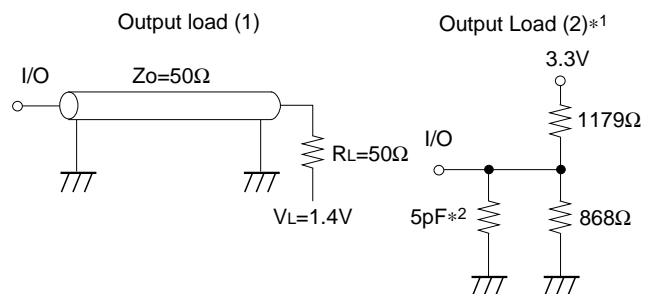 Output load (1)
I/O
Zo=50Ω
RL=50Ω
VL=1.4V
Output Load (2)*1
3.3V
1179Ω
I/O
5pF*2
868Ω